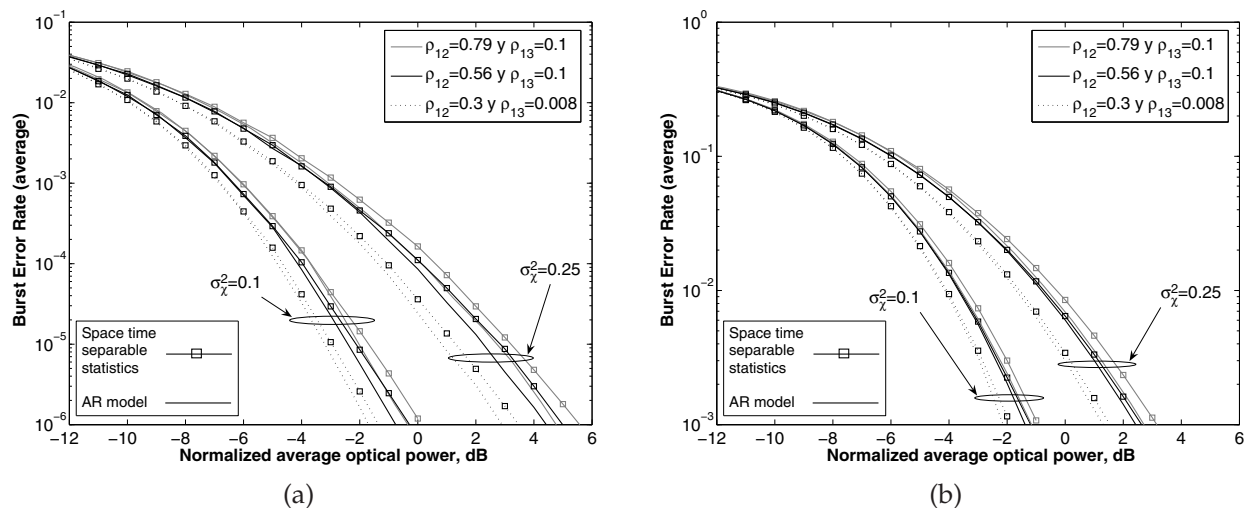 Burst Error Rate (average)
10⁻¹
10⁻²
10⁻³
10⁻⁴
10⁻⁵
10⁻⁶
ρ₁₂=0.79 y ρ₁₃=0.1
ρ₁₂=0.56 y ρ₁₃=0.1
ρ₁₂=0.3 y ρ₁₃=0.008
σ²χ=0.1
σ²χ=0.25
Space time
separable
statistics
AR model
−12 −10 −8 −6 −4 −2 0 2 4 6
Normalized average optical power, dB
(a)
Burst Error Rate (average)
10⁰
10⁻¹
10⁻²
10⁻³
ρ₁₂=0.79 y ρ₁₃=0.1
ρ₁₂=0.56 y ρ₁₃=0.1
ρ₁₂=0.3 y ρ₁₃=0.008
σ²χ=0.25
σ²χ=0.1
Space time
separable
statistics
AR model
−12 −10 −8 −6 −4 −2 0 2 4 6
Normalized average optical power, dB
(b)